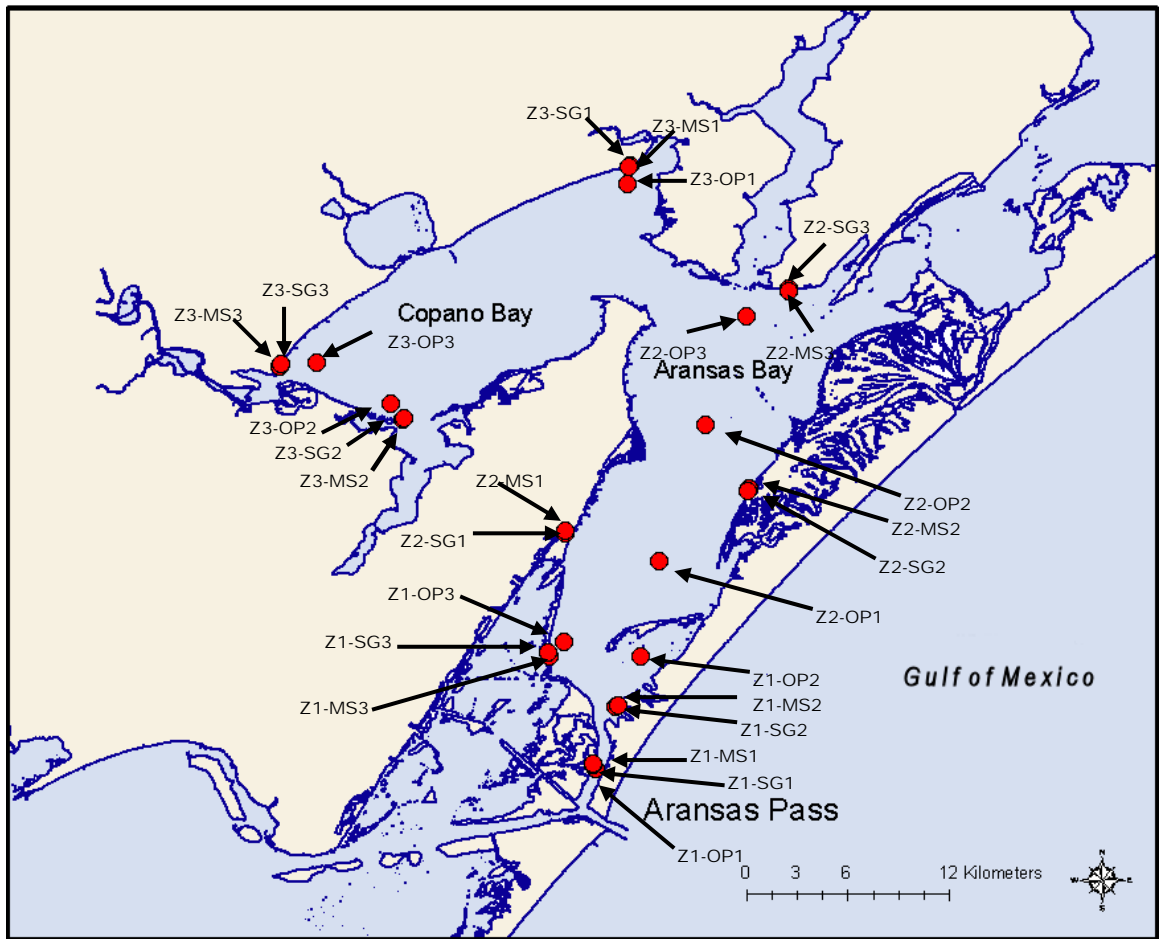 Z3-SG1
Z3-MS1
Z3-OP1
Z2-SG3
Z3-SG3
Z3-MS3
Copano Bay
Z3-OP3
Z2-OP3
Z2-MS3
Aransas Bay
Z3-OP2
Z3-SG2
Z3-MS2
Z2-MS1
Z2-OP2
Z2-MS2
Z2-SG1
Z2-SG2
Z1-OP3
Z2-OP1
Z1-SG3
Z1-OP2
Gulf of Mexico
Z1-MS3
Z1-MS2
Z1-SG2
Z1-MS1
Z1-SG1
Aransas Pass
Z1-OP1
0 3 6 12 Kilometers
N
W E
S